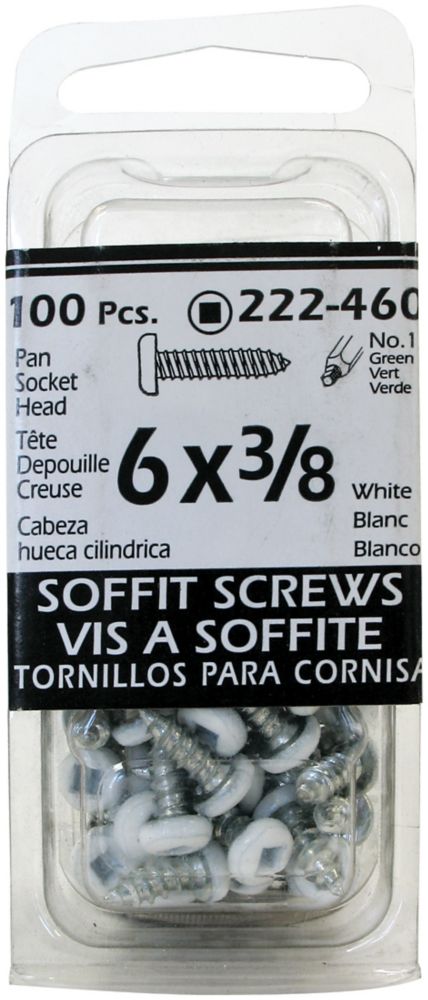 100 Pcs. 222-460
No.1
Green
Vert
Verde
Pan
Socket
Head
Tête
Depouille
Creuse
6 x 3/8
Cabeza
hueca cilindrica
White
Blanc
Blanco
SOFFIT SCREWS
VIS A SOFFITE
TORNILLOS PARA CORNISA